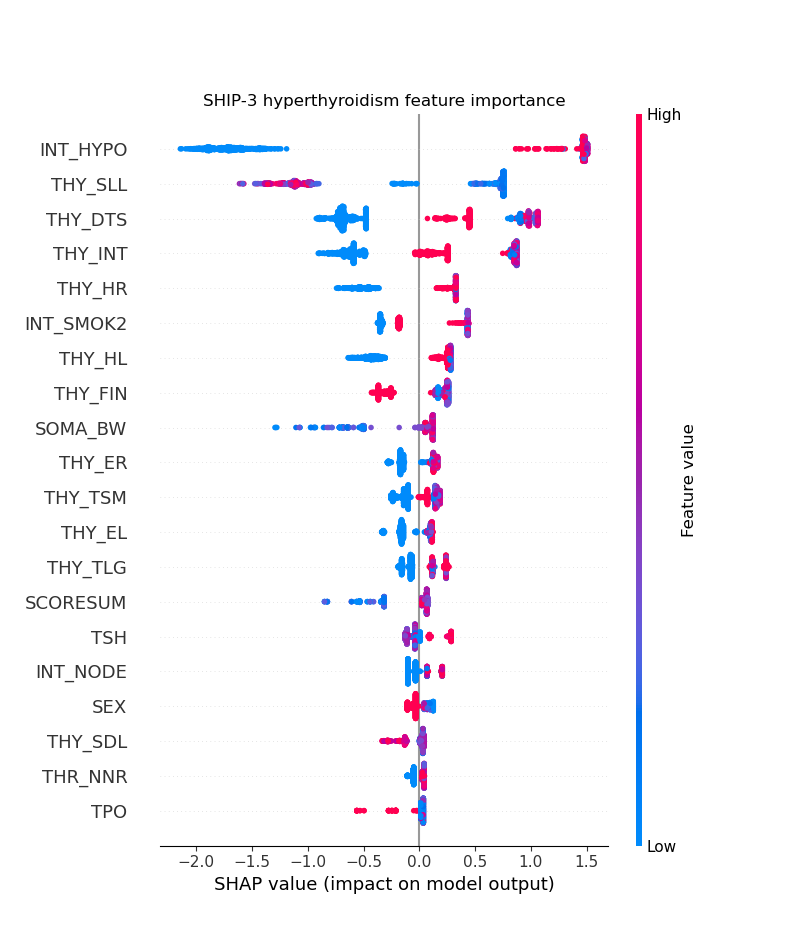 SHIP-3 hyperthyroidism feature importance
High
INT_HYPO
THY_SLL
THY_DTS
THY_INT
THY_HR
INT_SMOK2
THY_HL
THY_FIN
SOMA_BW
THY_ER
THY_TSM
THY_EL
THY_TLG
SCORESUM
TSH
INT_NODE
SEX
THY_SDL
THR_NNR
TPO
Feature value
Low
−2.0 −1.5 −1.0 −0.5 0.0 0.5 1.0 1.5
SHAP value (impact on model output)